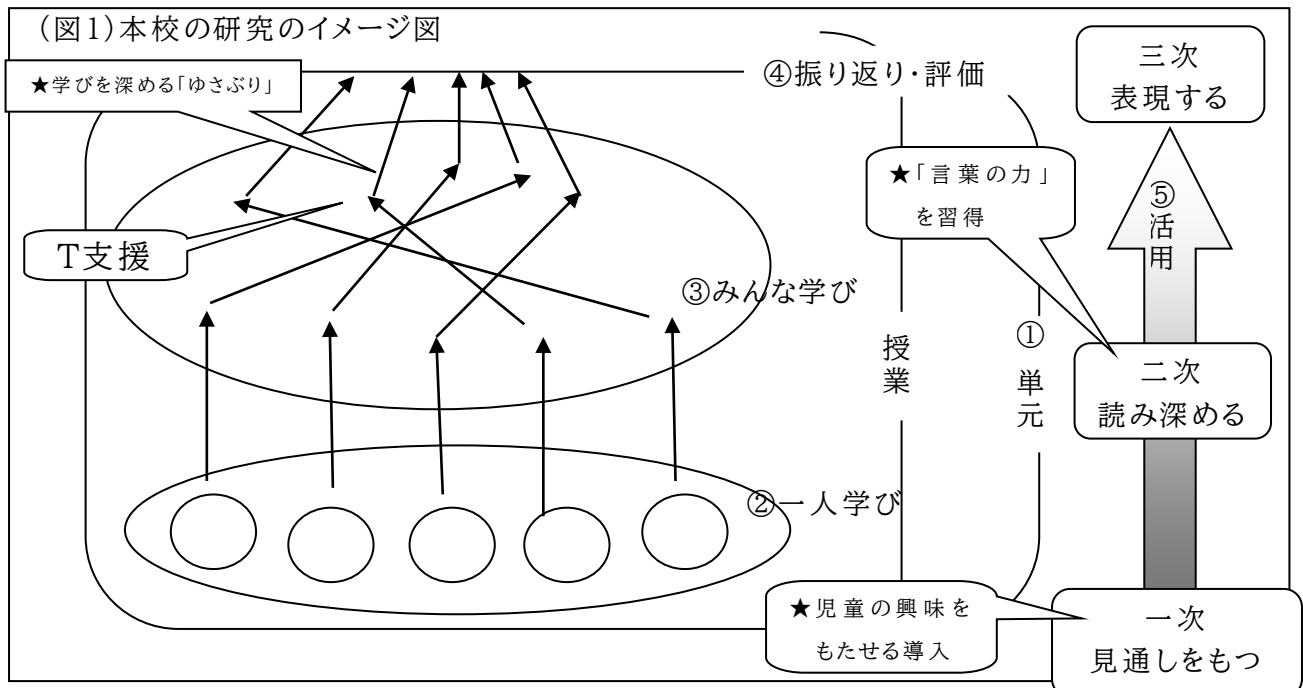 (図1)本校の研究のイメージ図
★学びを深める「ゆさぶり」
④振り返り・評価
三次
表現する
★「言葉の力」
を習得
⑤活用
T支援
③みんな学び
授業
①単元
二次
読み深める
②一人学び
★児童の興味を
もたせる導入
一次
見通しをもつ